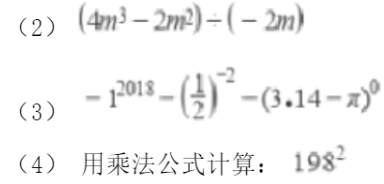 （2） (4m³－2m²)÷(－2m)
（3） －1²⁰¹⁸－(1/2)⁻²－(3.14－π)⁰
（4） 用乘法公式计算： 198²